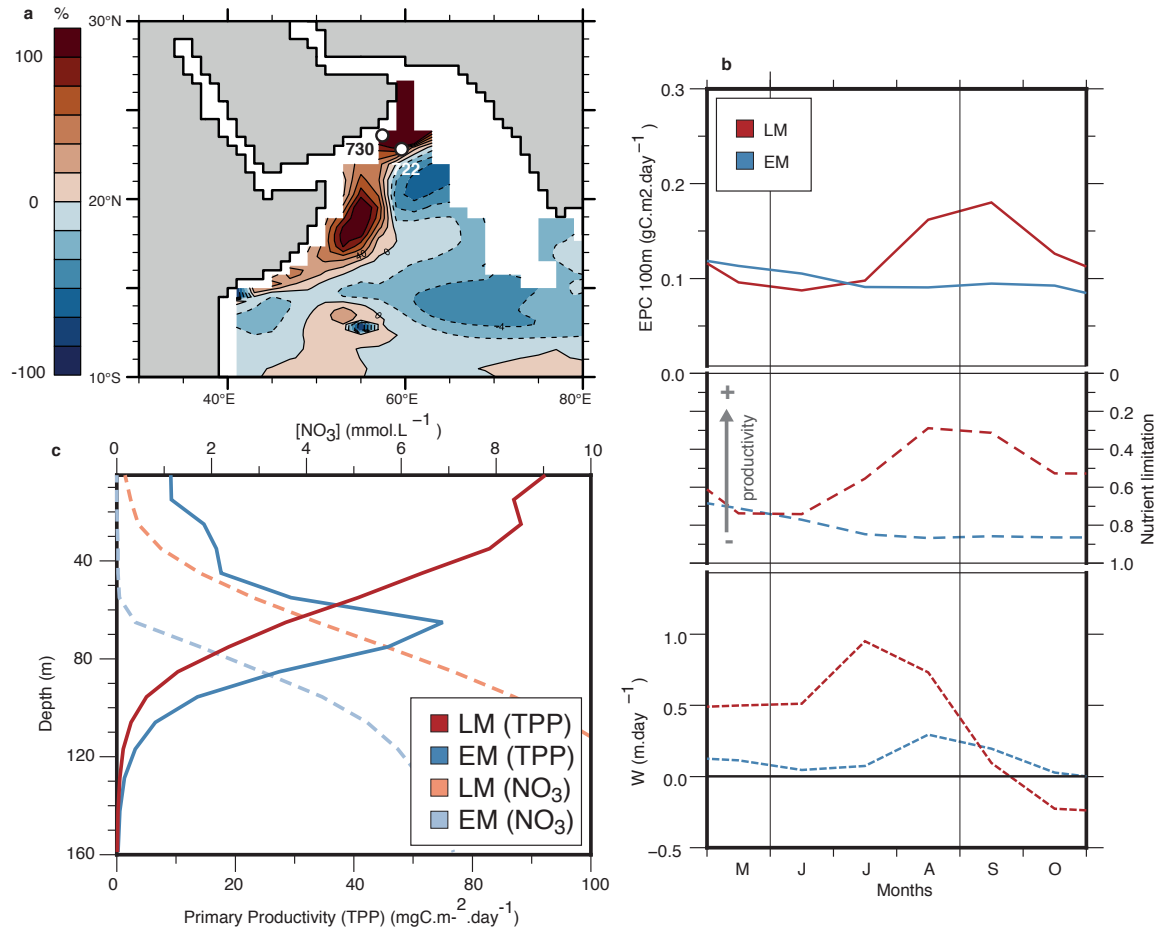 a
%
100
0
-100
30°N
20°N
10°S
40°E
60°E
80°E
730
722
40
0
0
-4
b
0.3
0.2
0.1
EPC 100m (gC.m2.day−1)
LM
EM
0.0
0
0.2
0.4
0.6
0.8
1.0
Nutrient limitation
+
productivity
-
1.0
0.5
0.0
−0.5
W (m.day−1)
M J J A S O
Months
c
[NO3] (mmol.L−1)
0 2 4 6 8 10
40
80
120
160
Depth (m)
LM (TPP)
EM (TPP)
LM (NO3)
EM (NO3)
0 20 40 60 80 100
Primary Productivity (TPP) (mgC.m-2.day-1)